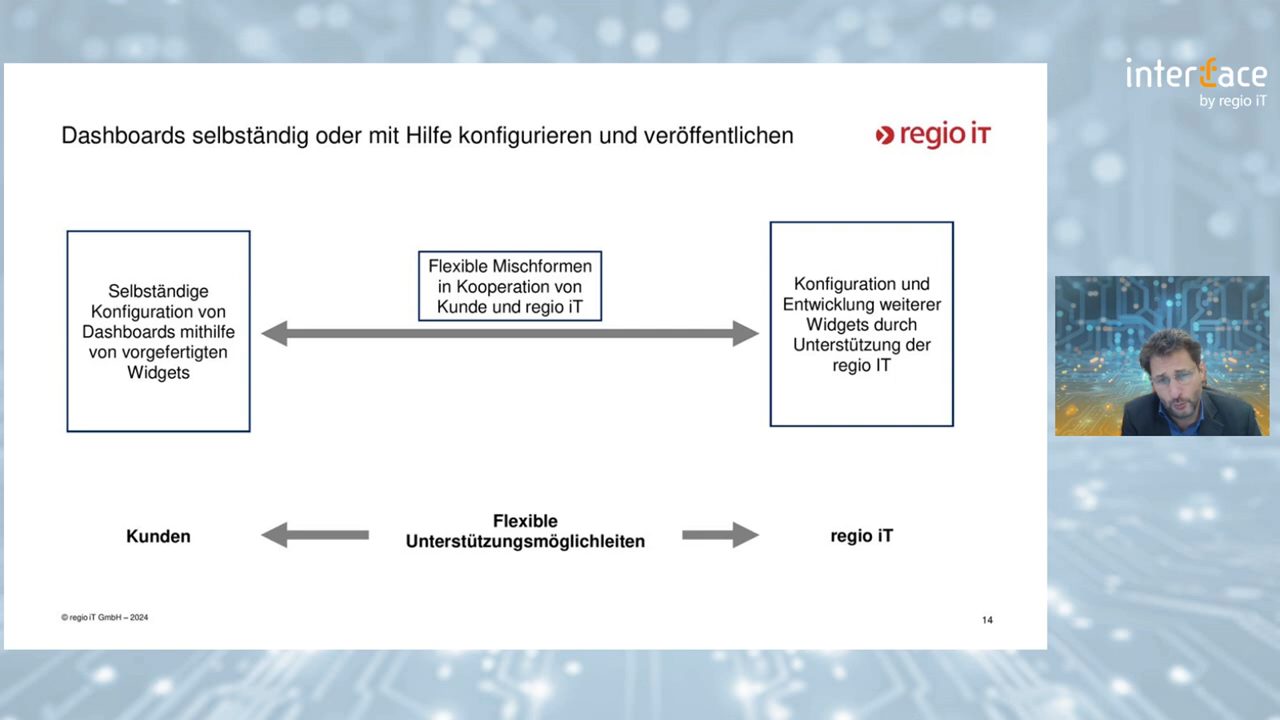 interface
by regio iT
Dashboards selbständig oder mit Hilfe konfigurieren und veröffentlichen
regio iT
Selbständige
Konfiguration von
Dashboards mithilfe
von vorgefertigten
Widgets
Flexible Mischformen
in Kooperation von
Kunde und regio iT
Konfiguration und
Entwicklung weiterer
Widgets durch
Unterstützung der
regio IT
Kunden
Flexible
Unterstützungsmöglichleiten
regio iT
© regio iT GmbH – 2024
14